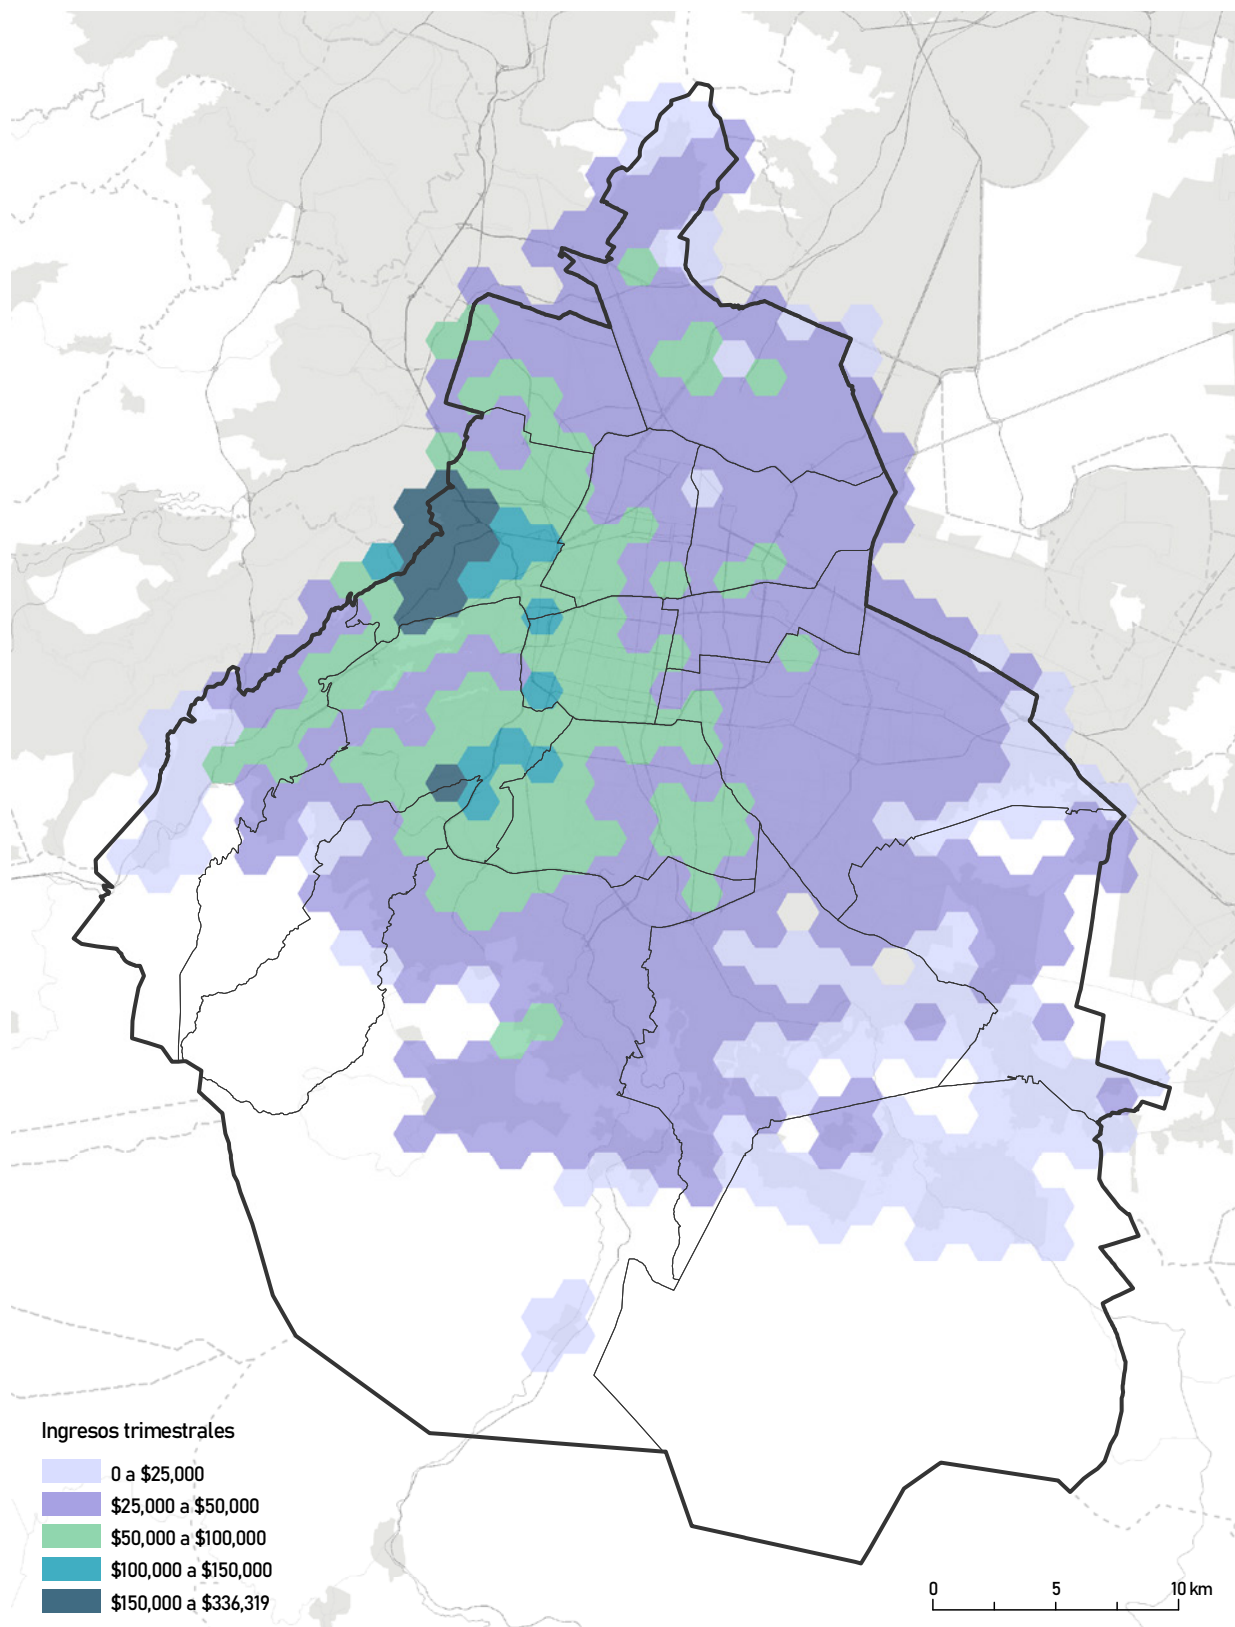 Ingresos trimestrales
0 a $25,000
$25,000 a $50,000
$50,000 a $100,000
$100,000 a $150,000
$150,000 a $336,319
0 5 10 km